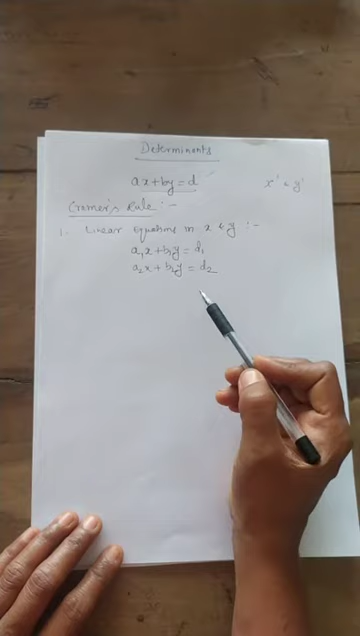 Determinants
ax + by = d
x' & y'
Cramer's Rule :-
1. Linear equations in x & y :-
a₁x + b₁y = d₁
a₂x + b₂y = d₂